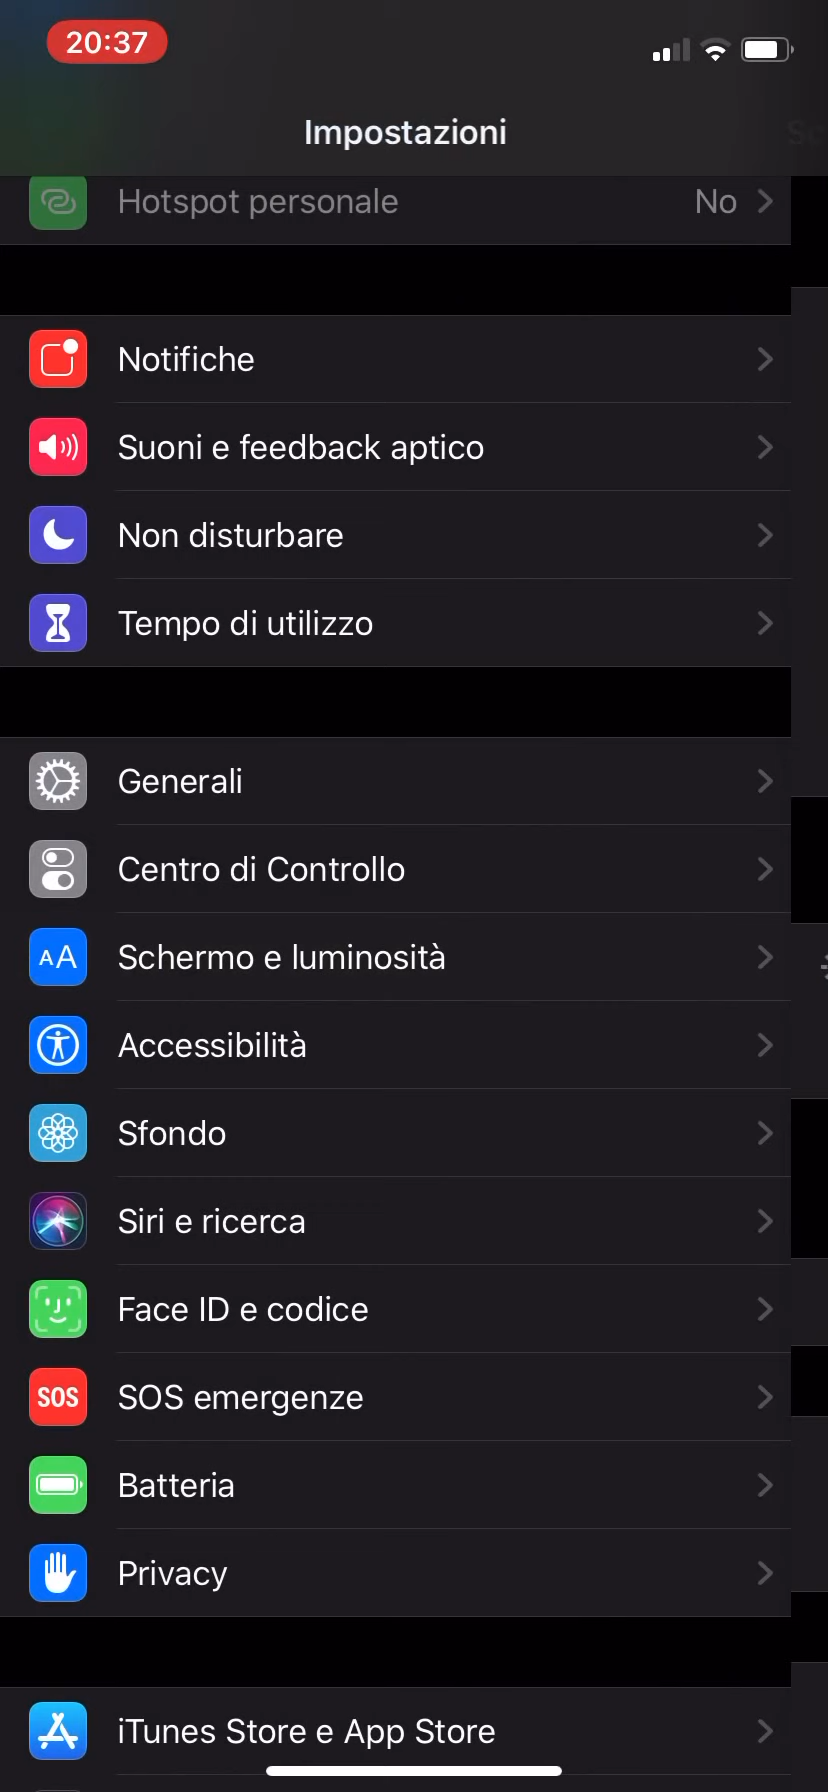 20:37
Impostazioni
Hotspot personale No
Notifiche
Suoni e feedback aptico
Non disturbare
Tempo di utilizzo
Generali
Centro di Controllo
AA Schermo e luminosità
Accessibilità
Sfondo
Siri e ricerca
Face ID e codice
SOS SOS emergenze
Batteria
Privacy
iTunes Store e App Store